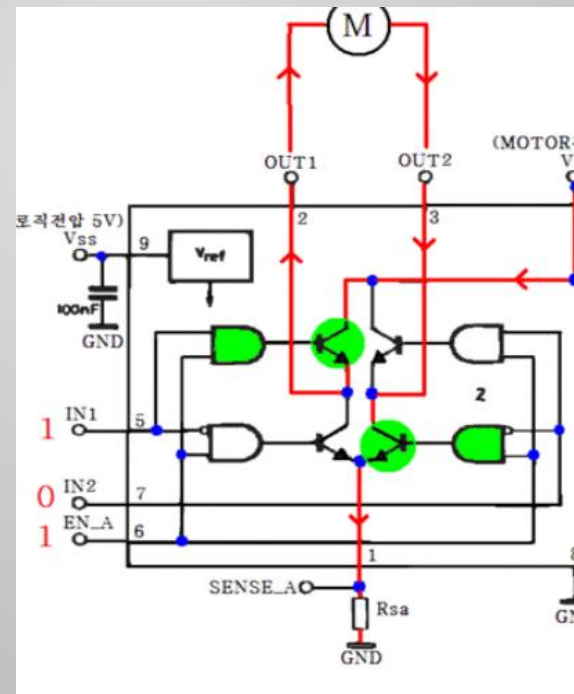 M
(MOTOR
OUT1
OUT2
V
2
3
로직전압 5V)
Vss
9
Vref
100nF
GND
2
1
IN1
5
0
IN2
7
1
EN_A
6
1
8
SENSE_A
Rsa
GND
GN